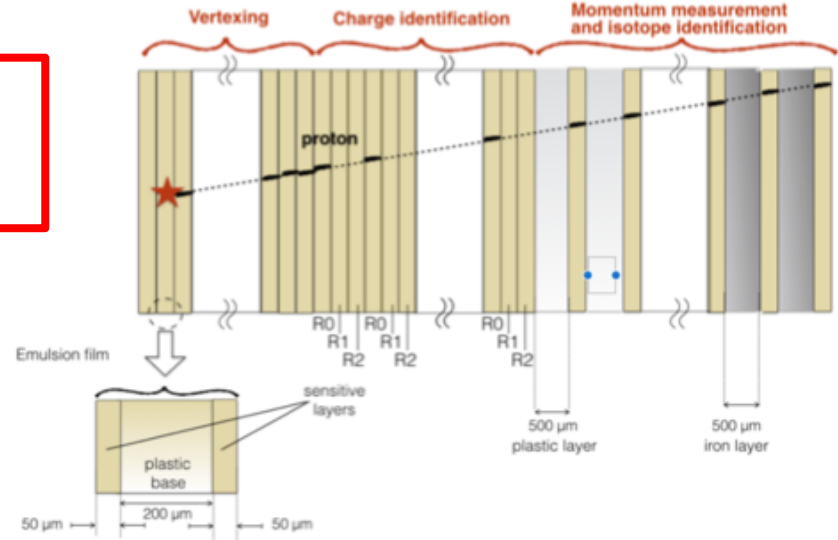 Vertexing
Charge identification
Momentum measurement
and isotope identification
proton
R0
R1
R2
R0
R1
R2
R0
R1
R2
Emulsion film
sensitive
layers
500 μm
plastic layer
500 μm
iron layer
plastic
base
200 μm
50 μm
50 μm